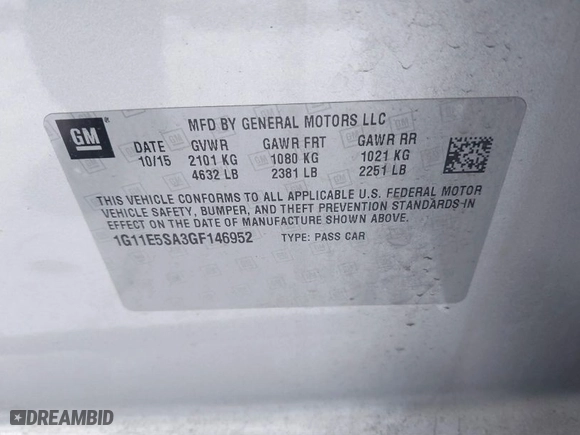 GM ®
MFD BY GENERAL MOTORS LLC
DATE GVWR GAWR FRT GAWR RR
10/15 2101 KG 1080 KG 1021 KG
4632 LB 2381 LB 2251 LB
THIS VEHICLE CONFORMS TO ALL APPLICABLE U.S. FEDERAL MOTOR
VEHICLE SAFETY, BUMPER, AND THEFT PREVENTION STANDARDS IN
EFFECT ON THE DATE OF MANUFACTURE SHOWN ABOVE.
1G11E5SA3GF146952 TYPE: PASS CAR
DREAMBID